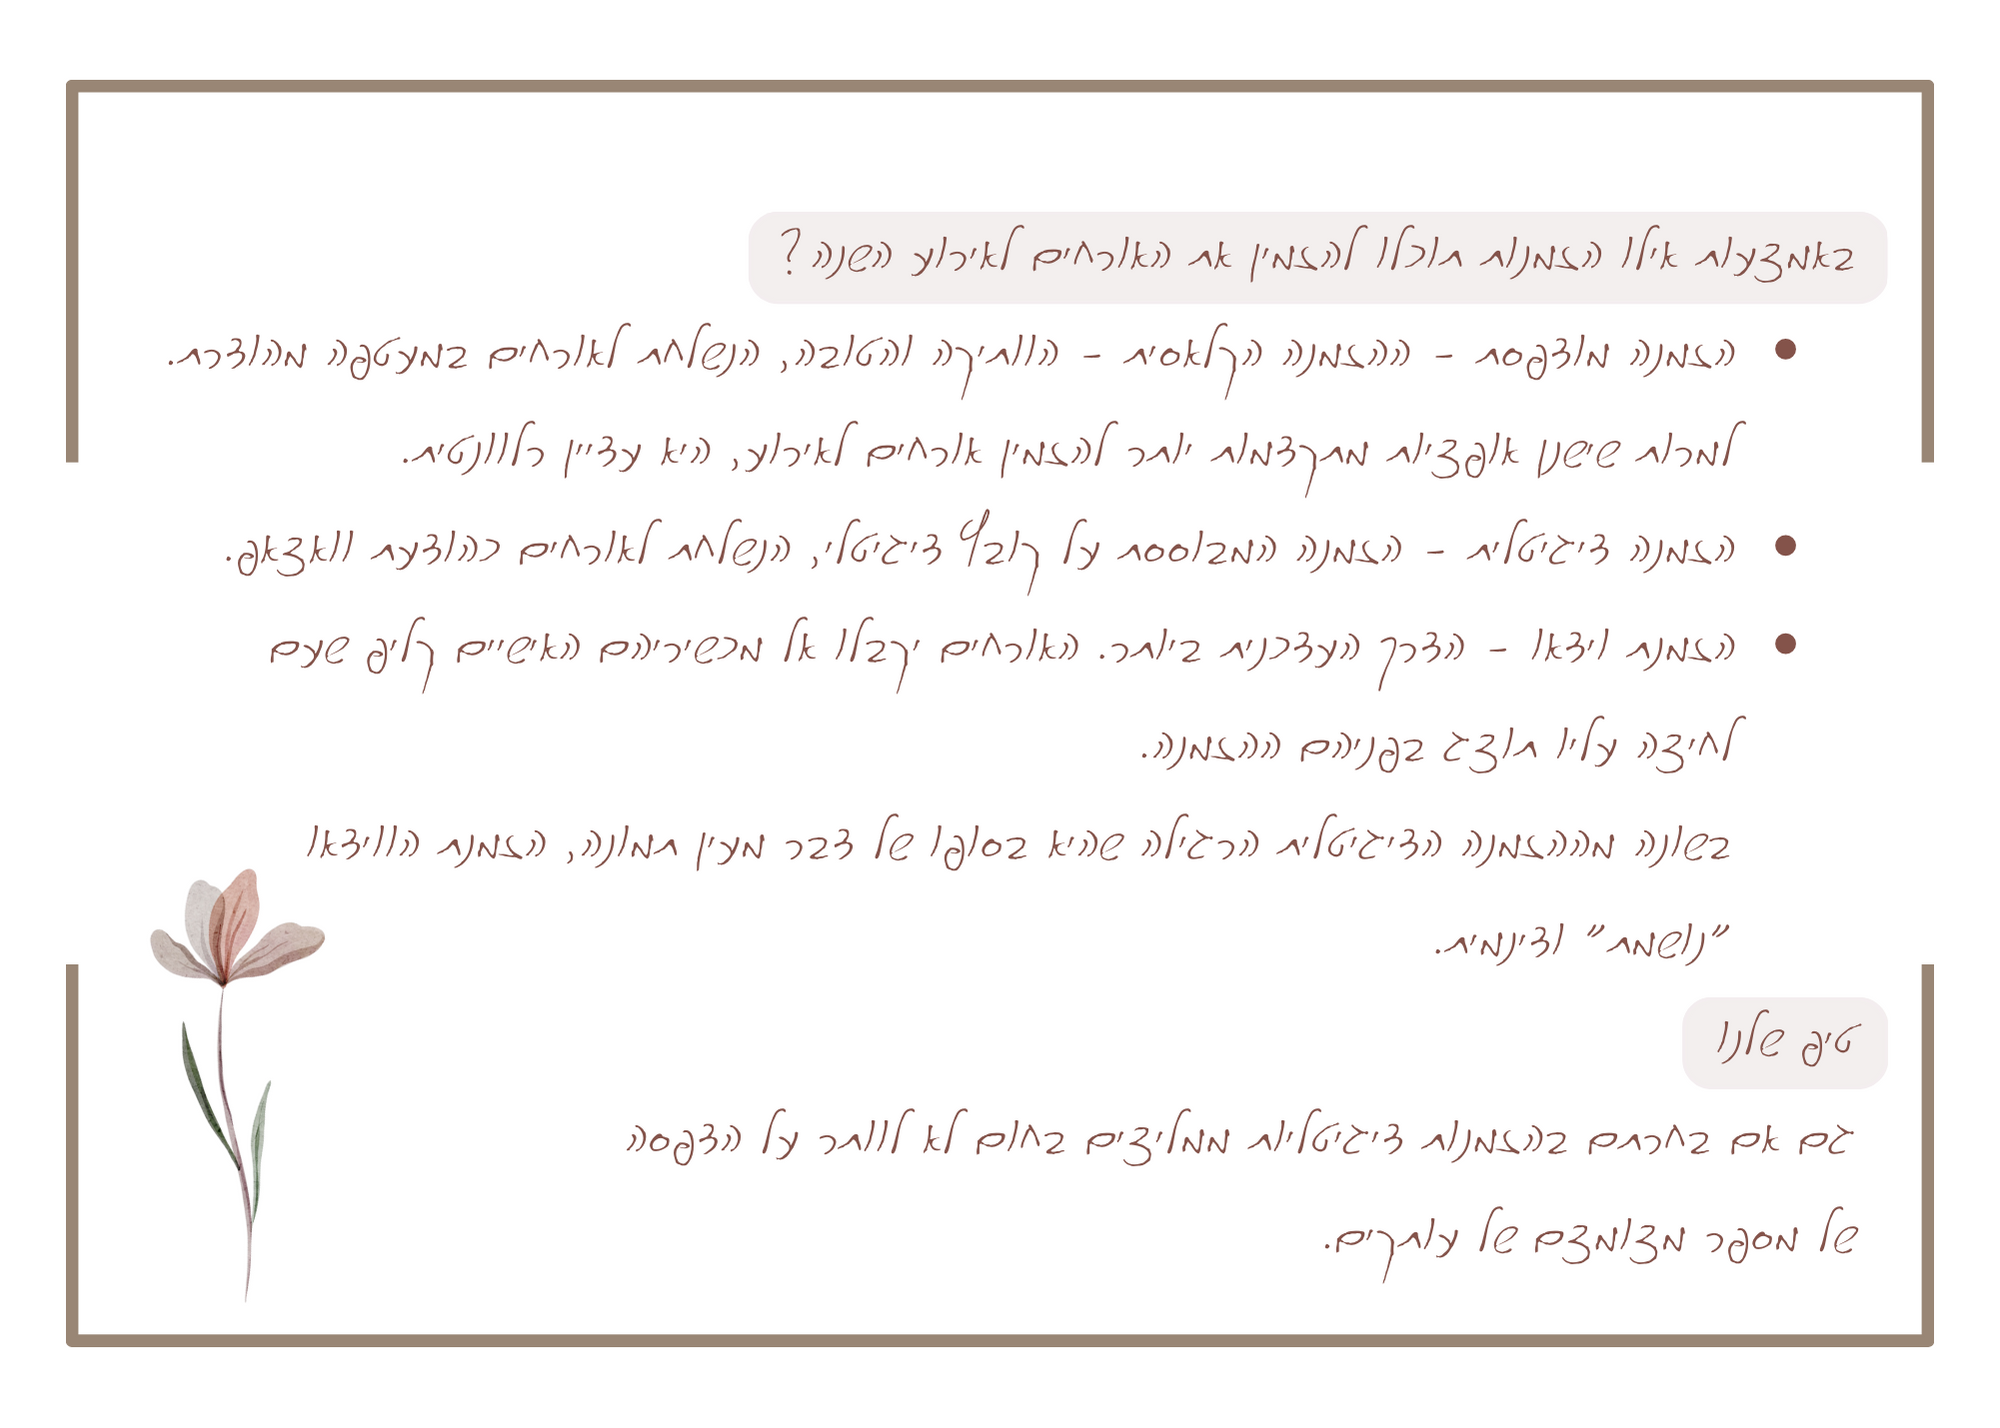 באמצעות אילו הזמנות תוכלו להזמין את האורחים לאירוע השנה?
• הזמנה מודפסת - ההזמנה הקלאסית - הוותיקה והטובה, הנשלחת לאורחים במעטפה מהודרת.
למרות שישנן אופציות מתקדמות יותר להזמין אורחים לאירוע, היא עדיין רלוונטית.
• הזמנה דיגיטלית - הזמנה המבוססת על קובץ דיגיטלי, הנשלחת לאורחים כהודעת וואצאפ.
• הזמנת וידאו - הדרך העדכנית ביותר. האורחים יקבלו אל מכשיריהם האישיים קליפ שעם
לחיצה עליו תוצג בפניהם ההזמנה.
בשונה מההזמנה הדיגיטלית הרגילה שהיא בסופו של דבר מעין תמונה, הזמנת הווידאו
"נושמת" ודינמית.
טיפ שלנו
גם אם בחרתם בהזמנות דיגיטליות ממליצים בחום לא לוותר על הדפסה
של מספר מצומצם של עותקים.